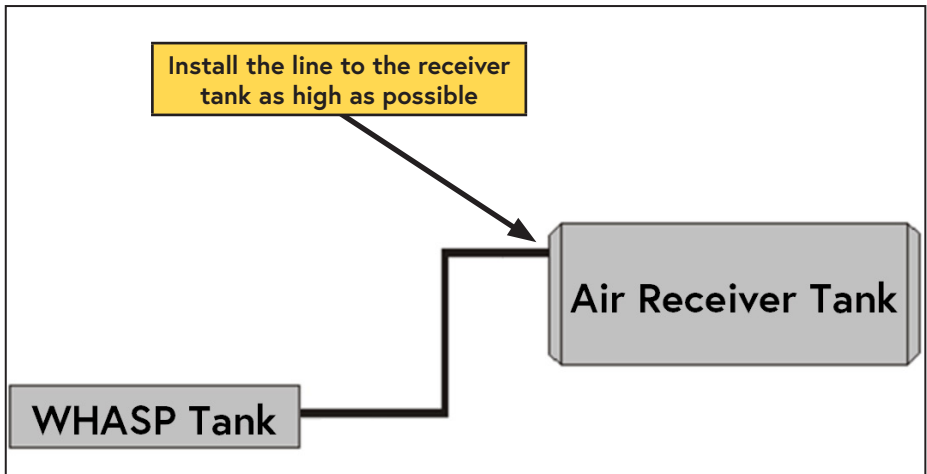 Install the line to the receiver
tank as high as possible
Air Receiver Tank
WHASP Tank